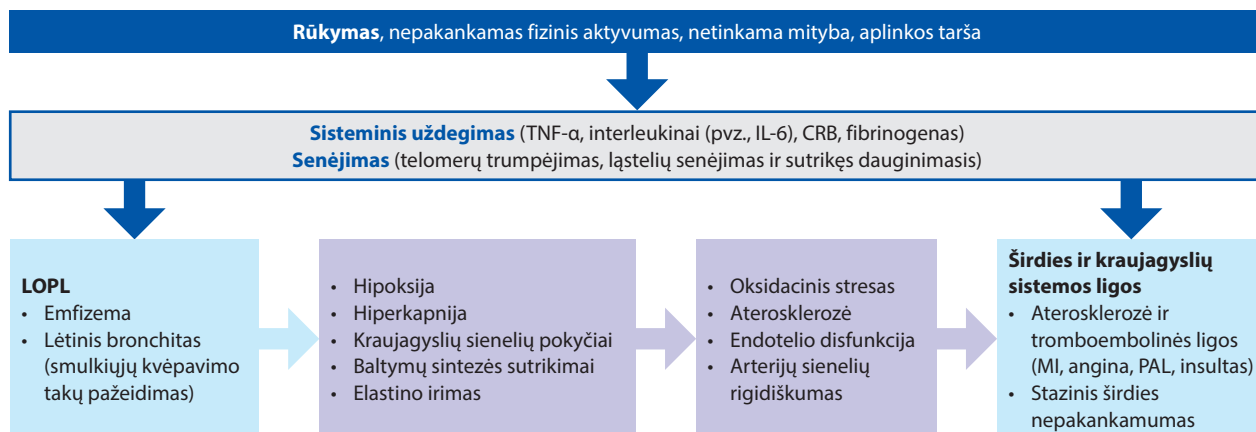 Rūkymas, nepakankamas fizinis aktyvumas, netinkama mityba, aplinkos tarša
Sisteminis uždegimas (TNF-α, interleukinai (pvz., IL-6), CRB, fibrinogenas)
Senėjimas (telomerų trumpėjimas, ląstelių senėjimas ir sutrikęs dauginimasis)
LOPL
• Emfizema
• Lėtinis bronchitas
(smulkiųjų kvėpavimo
takų pažeidimas)
• Hipoksija
• Hiperkapnija
• Kraujagyslių sienelių pokyčiai
• Baltymų sintezės sutrikimai
• Elastino irimas
• Oksidacinis stresas
• Aterosklerozė
• Endotelio disfunkcija
• Arterijų sienelių
rigidiškumas
Širdies ir kraujagyslių
sistemos ligos
• Aterosklerozė ir
tromboembolinės ligos
(MI, angina, PAL, insultas)
• Stazinis širdies
nepakankamumas